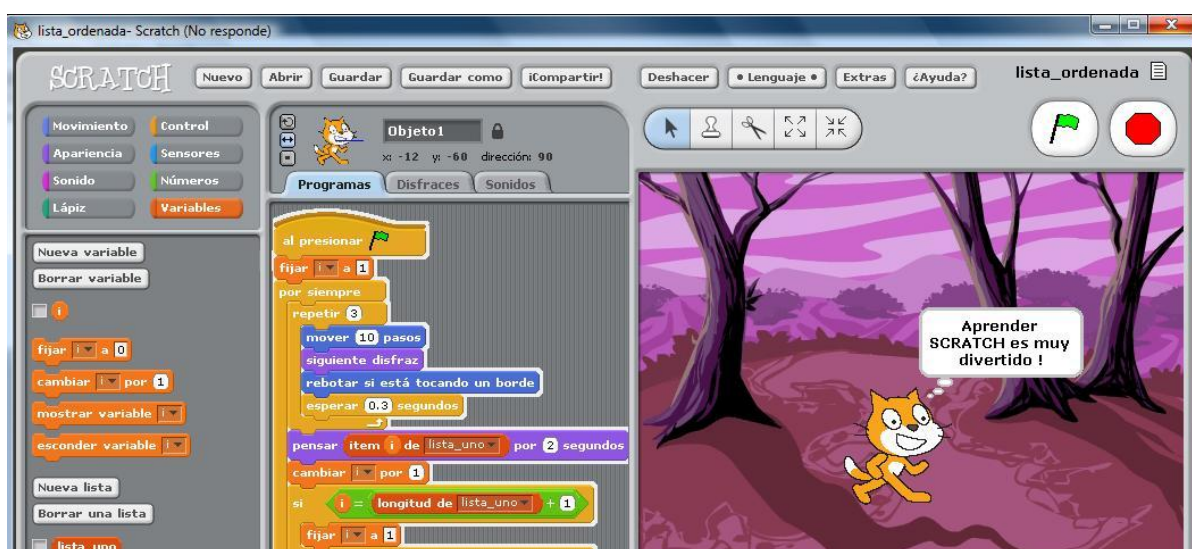 lista_ordenada- Scratch (No responde)
SCRATCH
Nuevo
Abrir
Guardar
Guardar como
¡Compartir!
Deshacer
• Lenguaje •
Extras
¿Ayuda?
lista_ordenada
Movimiento
Control
Apariencia
Sensores
Sonido
Números
Lápiz
Variables
Nueva variable
Borrar variable
i
fijar i a 0
cambiar i por 1
mostrar variable i
esconder variable i
Nueva lista
Borrar una lista
lista_uno
Objeto1
x: -12 y: -60 dirección: 90
Programas
Disfraces
Sonidos
al presionar
fijar i a 1
por siempre
repetir 3
mover 10 pasos
siguiente disfraz
rebotar si está tocando un borde
esperar 0.3 segundos
pensar item i de lista_uno por 2 segundos
cambiar i por 1
si i = longitud de lista_uno + 1
fijar i a 1
Aprender
SCRATCH es muy
divertido !